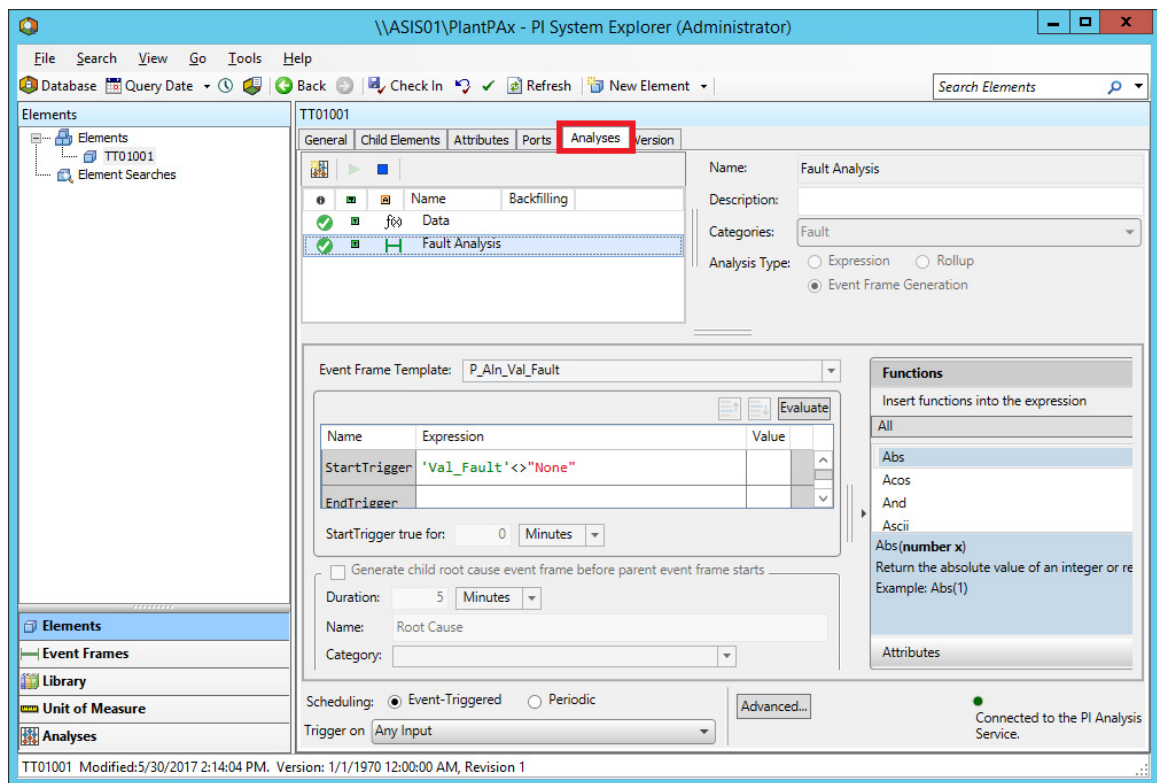 \\ASIS01\PlantPAx - PI System Explorer (Administrator)
File Search View Go Tools Help
Database Query Date Back Check In Refresh New Element Search Elements
Elements
Elements
TT01001
Element Searches
TT01001
General Child Elements Attributes Ports Analyses Version
Name Backfilling
f(x) Data
Fault Analysis
Name: Fault Analysis
Description:
Categories: Fault
Analysis Type: Expression Rollup
Event Frame Generation
Event Frame Template: P_AIn_Val_Fault
Evaluate
Name Expression Value
StartTrigger 'Val_Fault'<>"None"
EndTrigger
StartTrigger true for: 0 Minutes
Generate child root cause event frame before parent event frame starts
Duration: 5 Minutes
Name: Root Cause
Category:
Functions
Insert functions into the expression
All
Abs
Acos
And
Ascii
Abs(number x)
Return the absolute value of an integer or re
Example: Abs(1)
Attributes
Elements
Event Frames
Library
Unit of Measure
Analyses
Scheduling: Event-Triggered Periodic
Trigger on Any Input
Advanced...
Connected to the PI Analysis
Service.
TT01001 Modified:5/30/2017 2:14:04 PM. Version: 1/1/1970 12:00:00 AM, Revision 1